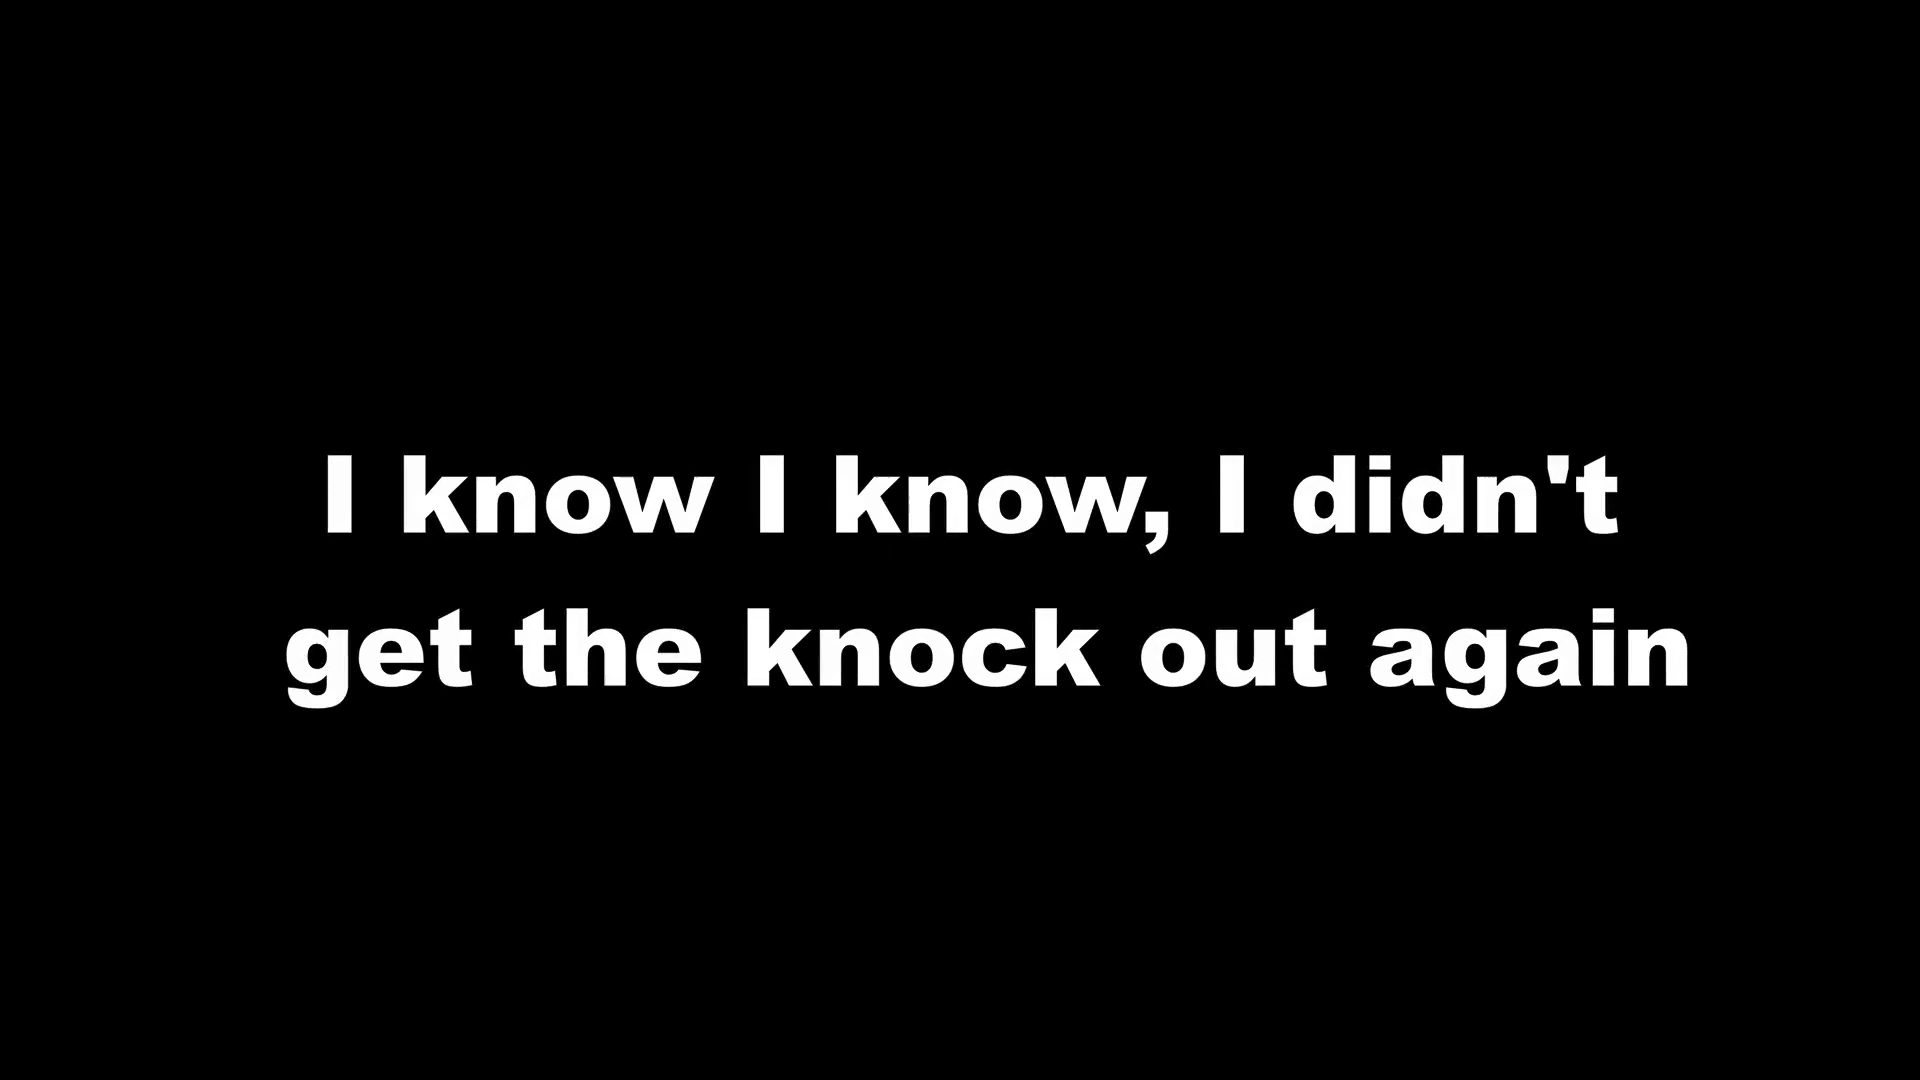 I know I know, I didn't
get the knock out again